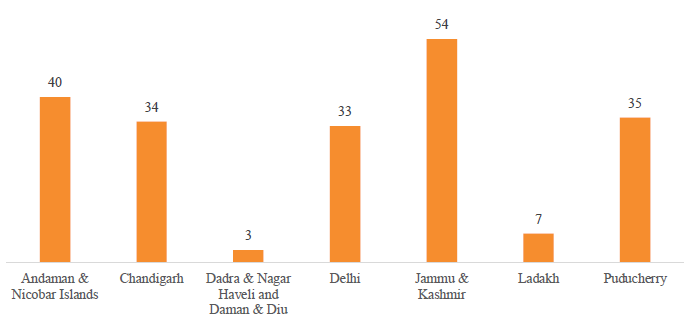 54
40
34
33
35
3
7
Andaman &
Nicobar Islands
Chandigarh
Dadra & Nagar
Haveli and
Daman & Diu
Delhi
Jammu &
Kashmir
Ladakh
Puducherry